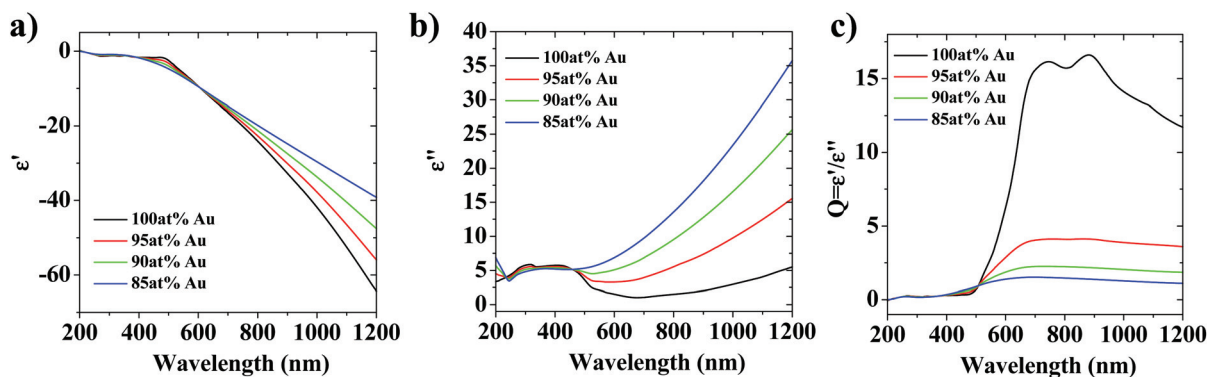 a)
0
-20
-40
-60
ε'
100at% Au
95at% Au
90at% Au
85at% Au
200 400 600 800 1000 1200
Wavelength (nm)
b)
40
35
30
25
20
15
10
5
0
ε''
100at% Au
95at% Au
90at% Au
85at% Au
200 400 600 800 1000 1200
Wavelength (nm)
c)
15
10
5
0
Q=ε'/ε''
100at% Au
95at% Au
90at% Au
85at% Au
200 400 600 800 1000 1200
Wavelength (nm)